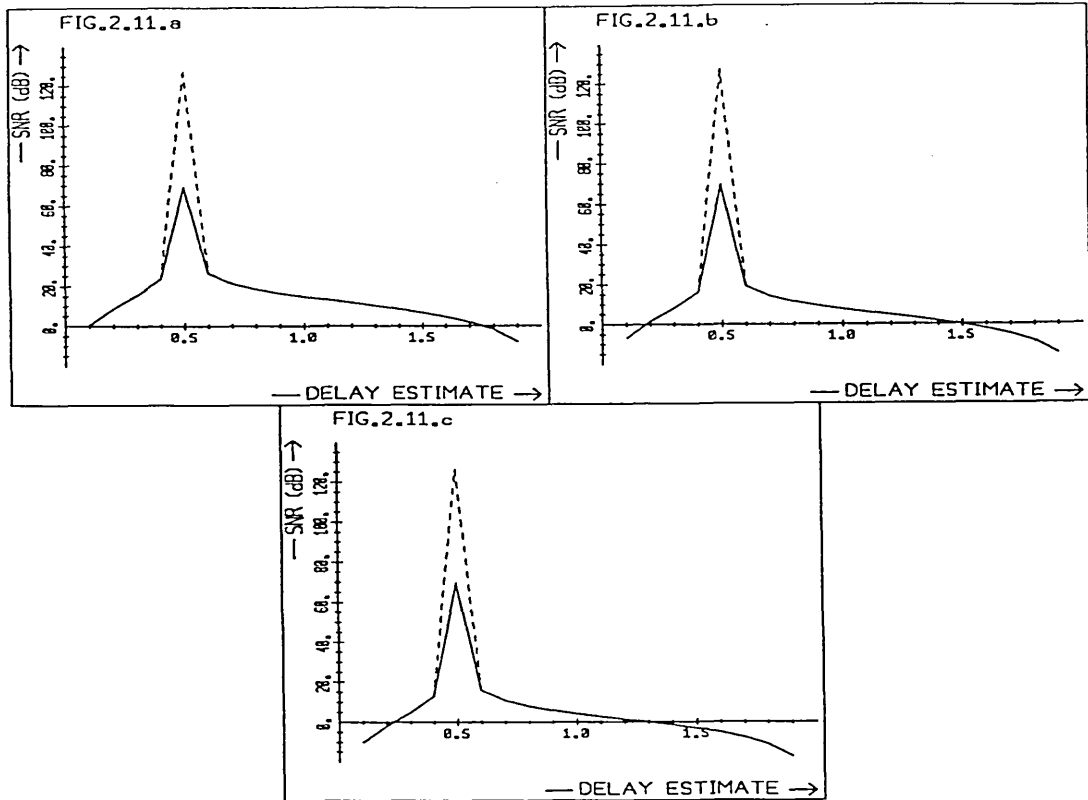 FIG.2.11.a
— SNR (dB) →
120.
100.
80.
60.
40.
20.
0.
0.5 1.0 1.5
— DELAY ESTIMATE →
FIG.2.11.b
— SNR (dB) →
120.
100.
80.
60.
40.
20.
0.
0.5 1.0 1.5
— DELAY ESTIMATE →
FIG.2.11.c
— SNR (dB) →
120.
100.
80.
60.
40.
20.
0.
0.5 1.0 1.5
— DELAY ESTIMATE →